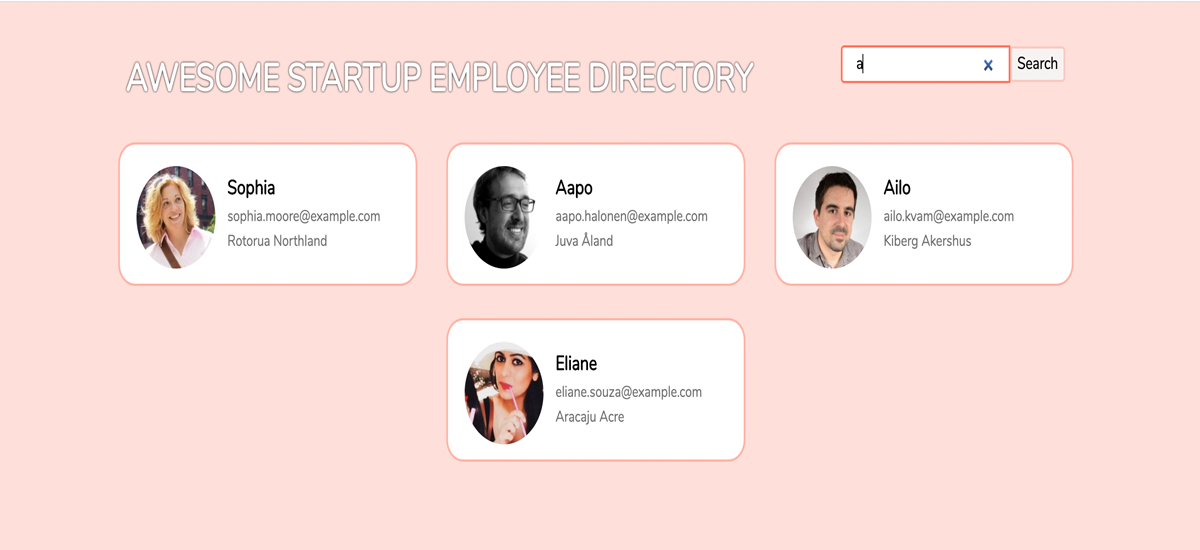 AWESOME STARTUP EMPLOYEE DIRECTORY
a
x
Search
Sophia
sophia.moore@example.com
Rotorua Northland
Aapo
aapo.halonen@example.com
Juva Åland
Ailo
ailo.kvam@example.com
Kiberg Akershus
Eliane
eliane.souza@example.com
Aracaju Acre